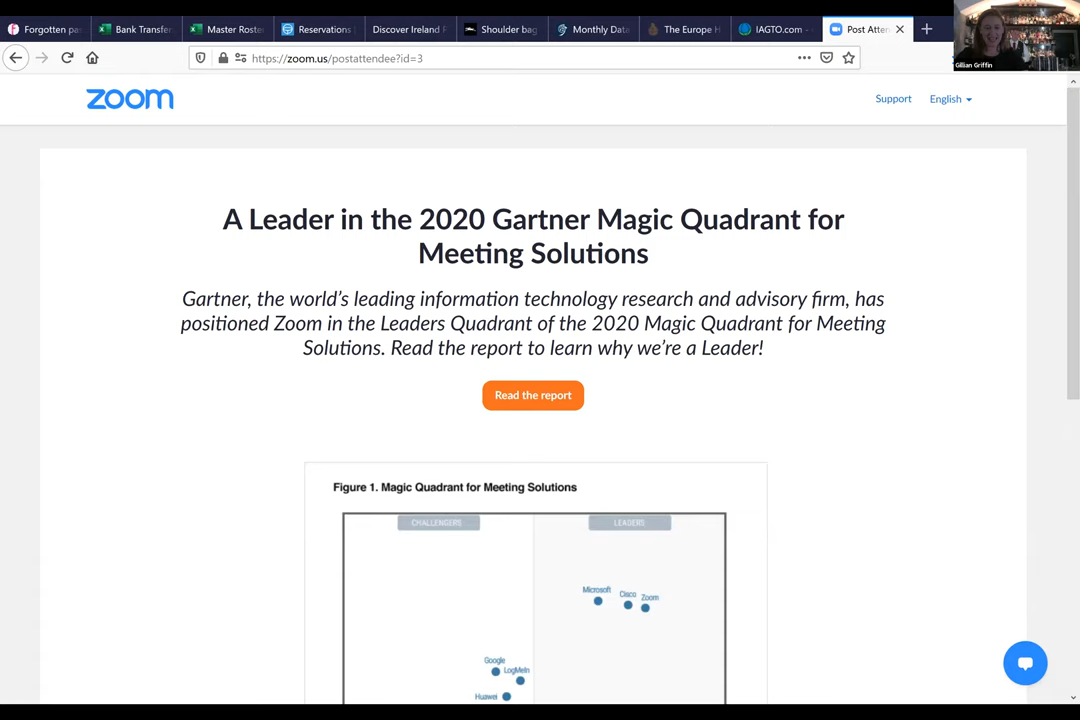 Forgotten pa
Bank Transfer
Master Roste
Reservations
Discover Ireland
Shoulder bag
Monthly Data
The Europe H
IAGTO.com -
Post Atten
Gillian Griffin
https://zoom.us/postattendee?id=3
zoom
Support
English
A Leader in the 2020 Gartner Magic Quadrant for
Meeting Solutions
Gartner, the world's leading information technology research and advisory firm, has
positioned Zoom in the Leaders Quadrant of the 2020 Magic Quadrant for Meeting
Solutions. Read the report to learn why we're a Leader!
Read the report
Figure 1. Magic Quadrant for Meeting Solutions
CHALLENGERS
LEADERS
Microsoft
Cisco
Zoom
Google
LogMeIn
Huawei